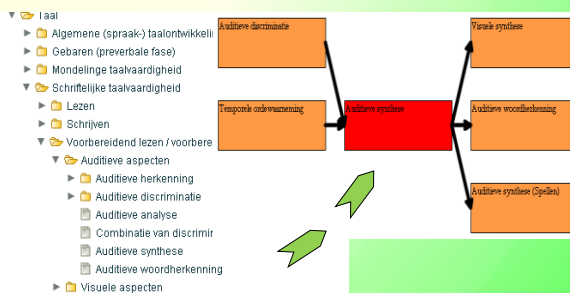 Taal
Algemene (spraak-) taalontwikkeli
Gebaren (preverbale fase)
Mondelinge taalvaardigheid
Schriftelijke taalvaardigheid
Lezen
Schrijven
Voorbereidend lezen / voorbere
Auditieve aspecten
Auditieve herkenning
Auditieve discriminatie
Auditieve analyse
Combinatie van discrimin
Auditieve synthese
Auditieve woordherkenning
Visuele aspecten
Auditieve discriminatie
Visuele synthese
Temporele ordewaarneming
Auditieve synthese
Auditieve woordherkenning
Auditieve synthese (Spellen)